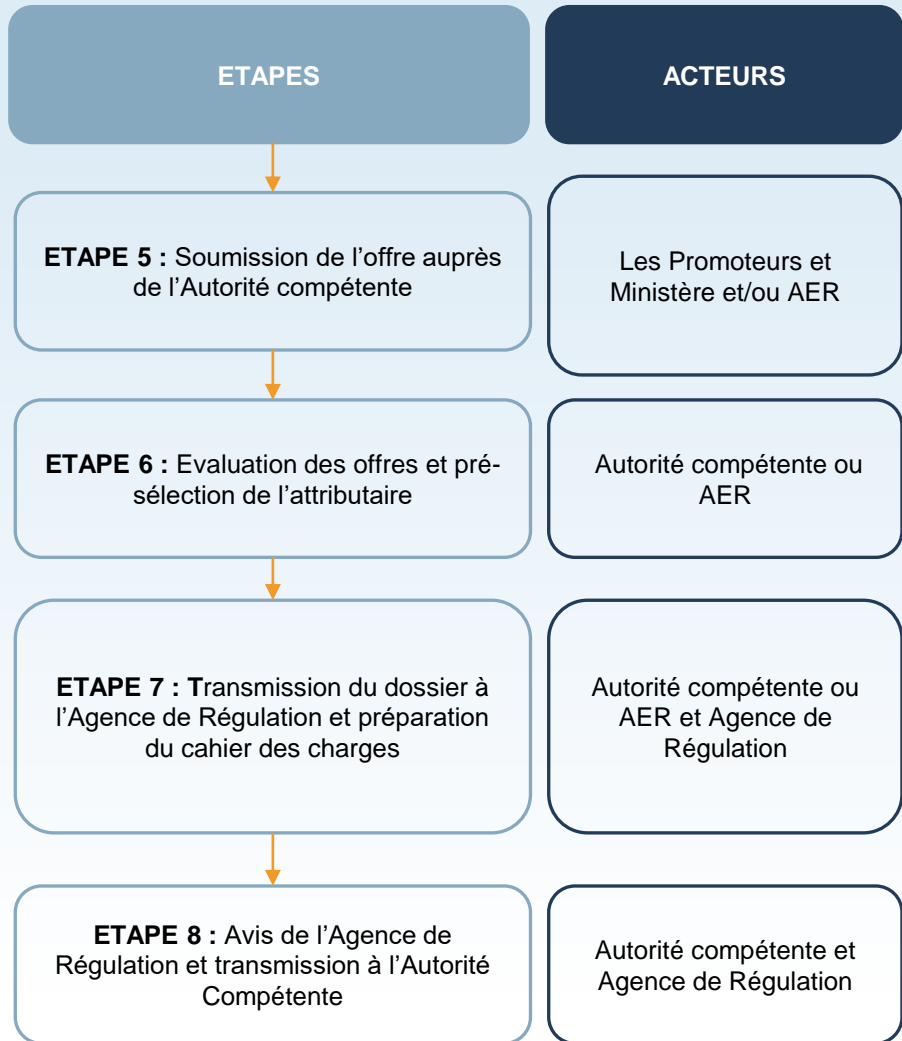 ETAPES
ACTEURS
ETAPE 5 : Soumission de l’offre auprès
de l’Autorité compétente
Les Promoteurs et
Ministère et/ou AER
ETAPE 6 : Evaluation des offres et pré-
sélection de l’attributaire
Autorité compétente ou
AER
ETAPE 7 : Transmission du dossier à
l’Agence de Régulation et préparation
du cahier des charges
Autorité compétente ou
AER et Agence de
Régulation
ETAPE 8 : Avis de l’Agence de
Régulation et transmission à l’Autorité
Compétente
Autorité compétente et
Agence de Régulation